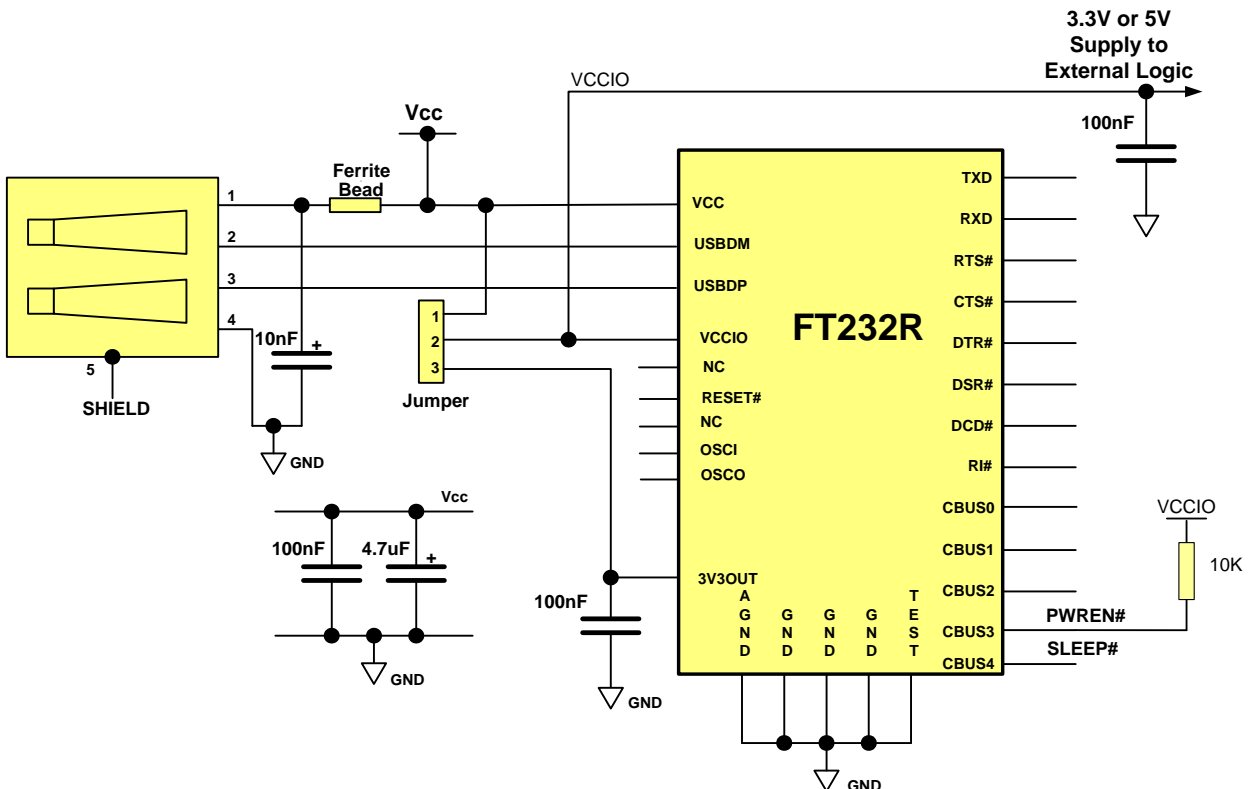 3.3V or 5V
Supply to
External Logic
VCCIO
100nF
Vcc
Ferrite
Bead
1
2
3
4
5
SHIELD
10nF
+
GND
1
2
3
Jumper
VCC
USBDM
USBDP
VCCIO
NC
RESET#
NC
OSCI
OSCO
3V3OUT
FT232R
TXD
RXD
RTS#
CTS#
DTR#
DSR#
DCD#
RI#
CBUS0
CBUS1
CBUS2
CBUS3
CBUS4
AGND
GND
GND
GND
TEST
PWREN#
SLEEP#
VCCIO
10K
Vcc
100nF
4.7uF
+
GND
100nF
GND
GND